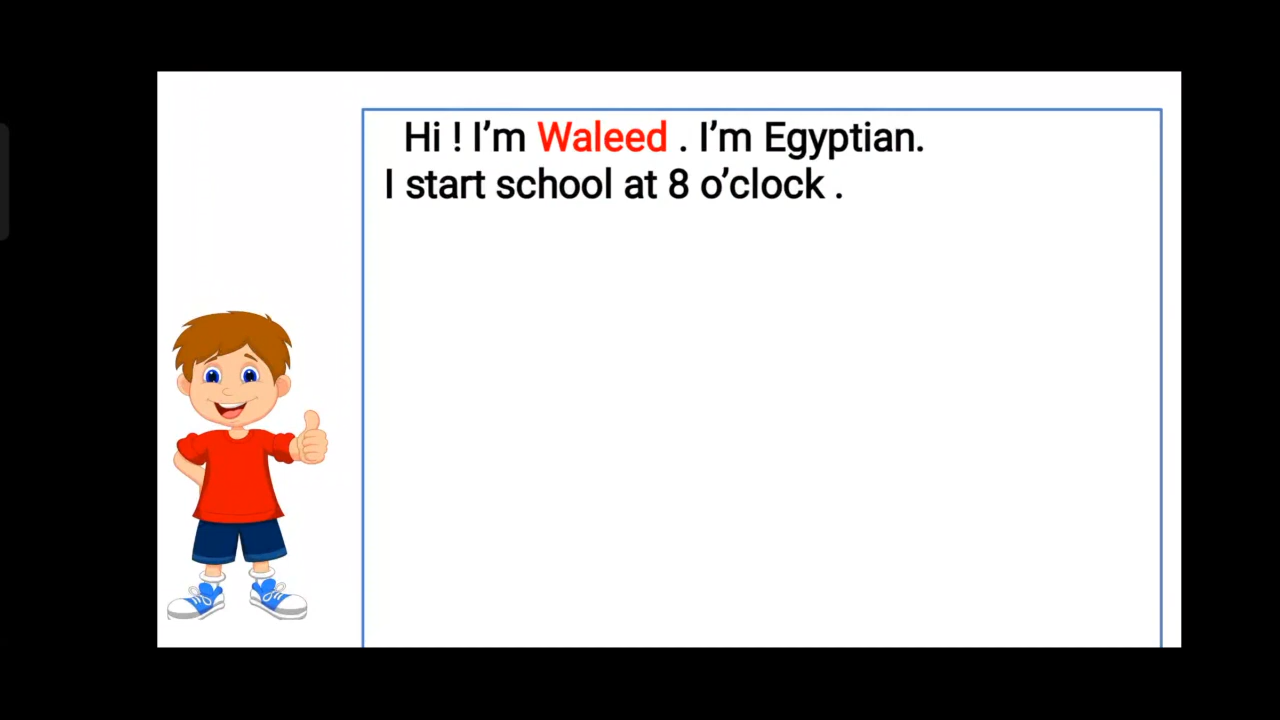 Hi ! I’m Waleed . I’m Egyptian.
I start school at 8 o’clock .